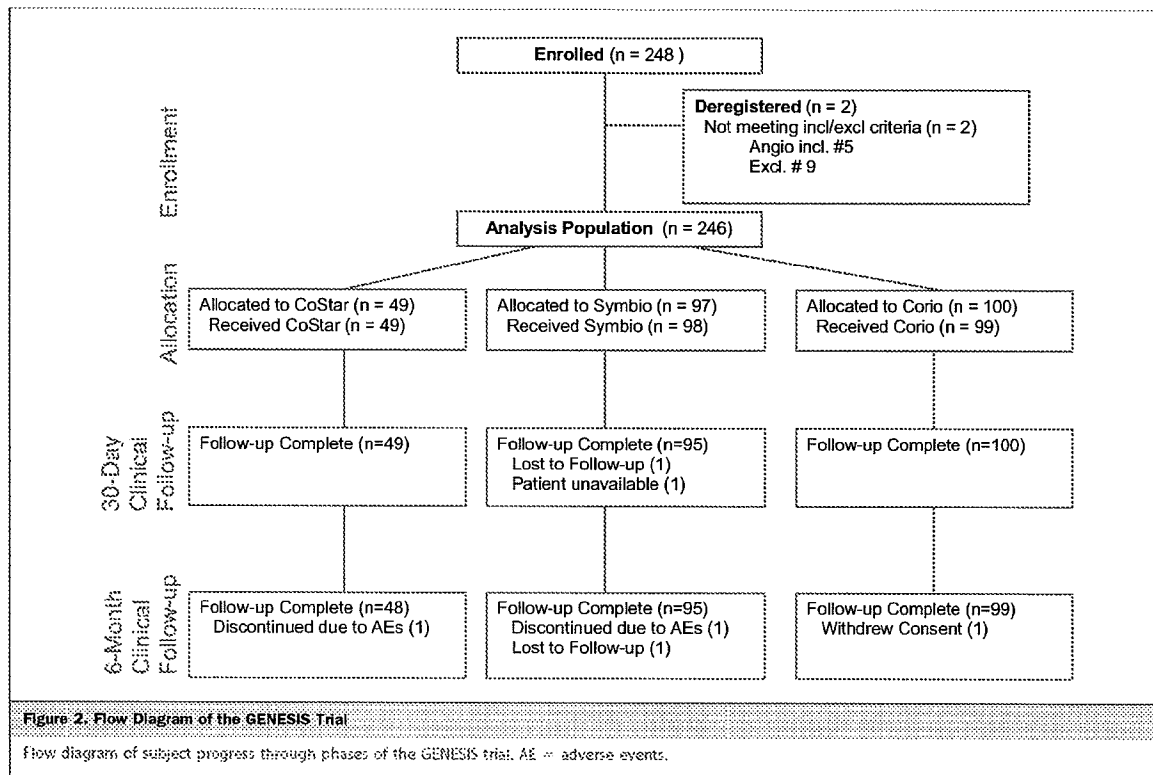 Enrolled (n = 248 )
Deregistered (n = 2)
Not meeting incl/excl criteria (n = 2)
Angio incl. #5
Excl. # 9
Enrollment
Analysis Population (n = 246)
Allocation
Allocated to CoStar (n = 49)
Received CoStar (n = 49)
Allocated to Symbio (n = 97)
Received Symbio (n = 98)
Allocated to Corio (n = 100)
Received Corio (n = 99)
30-Day
Clinical
Follow-up
Follow-up Complete (n=49)
Follow-up Complete (n=95)
Lost to Follow-up (1)
Patient unavailable (1)
Follow-up Complete (n=100)
6-Month
Clinical
Follow-up
Follow-up Complete (n=48)
Discontinued due to AEs (1)
Follow-up Complete (n=95)
Discontinued due to AEs (1)
Lost to Follow-up (1)
Follow-up Complete (n=99)
Withdrew Consent (1)
Figure 2. Flow Diagram of the GENESIS Trial
Flow diagram of subject progress through phases of the GENESIS trial. AE = adverse events.